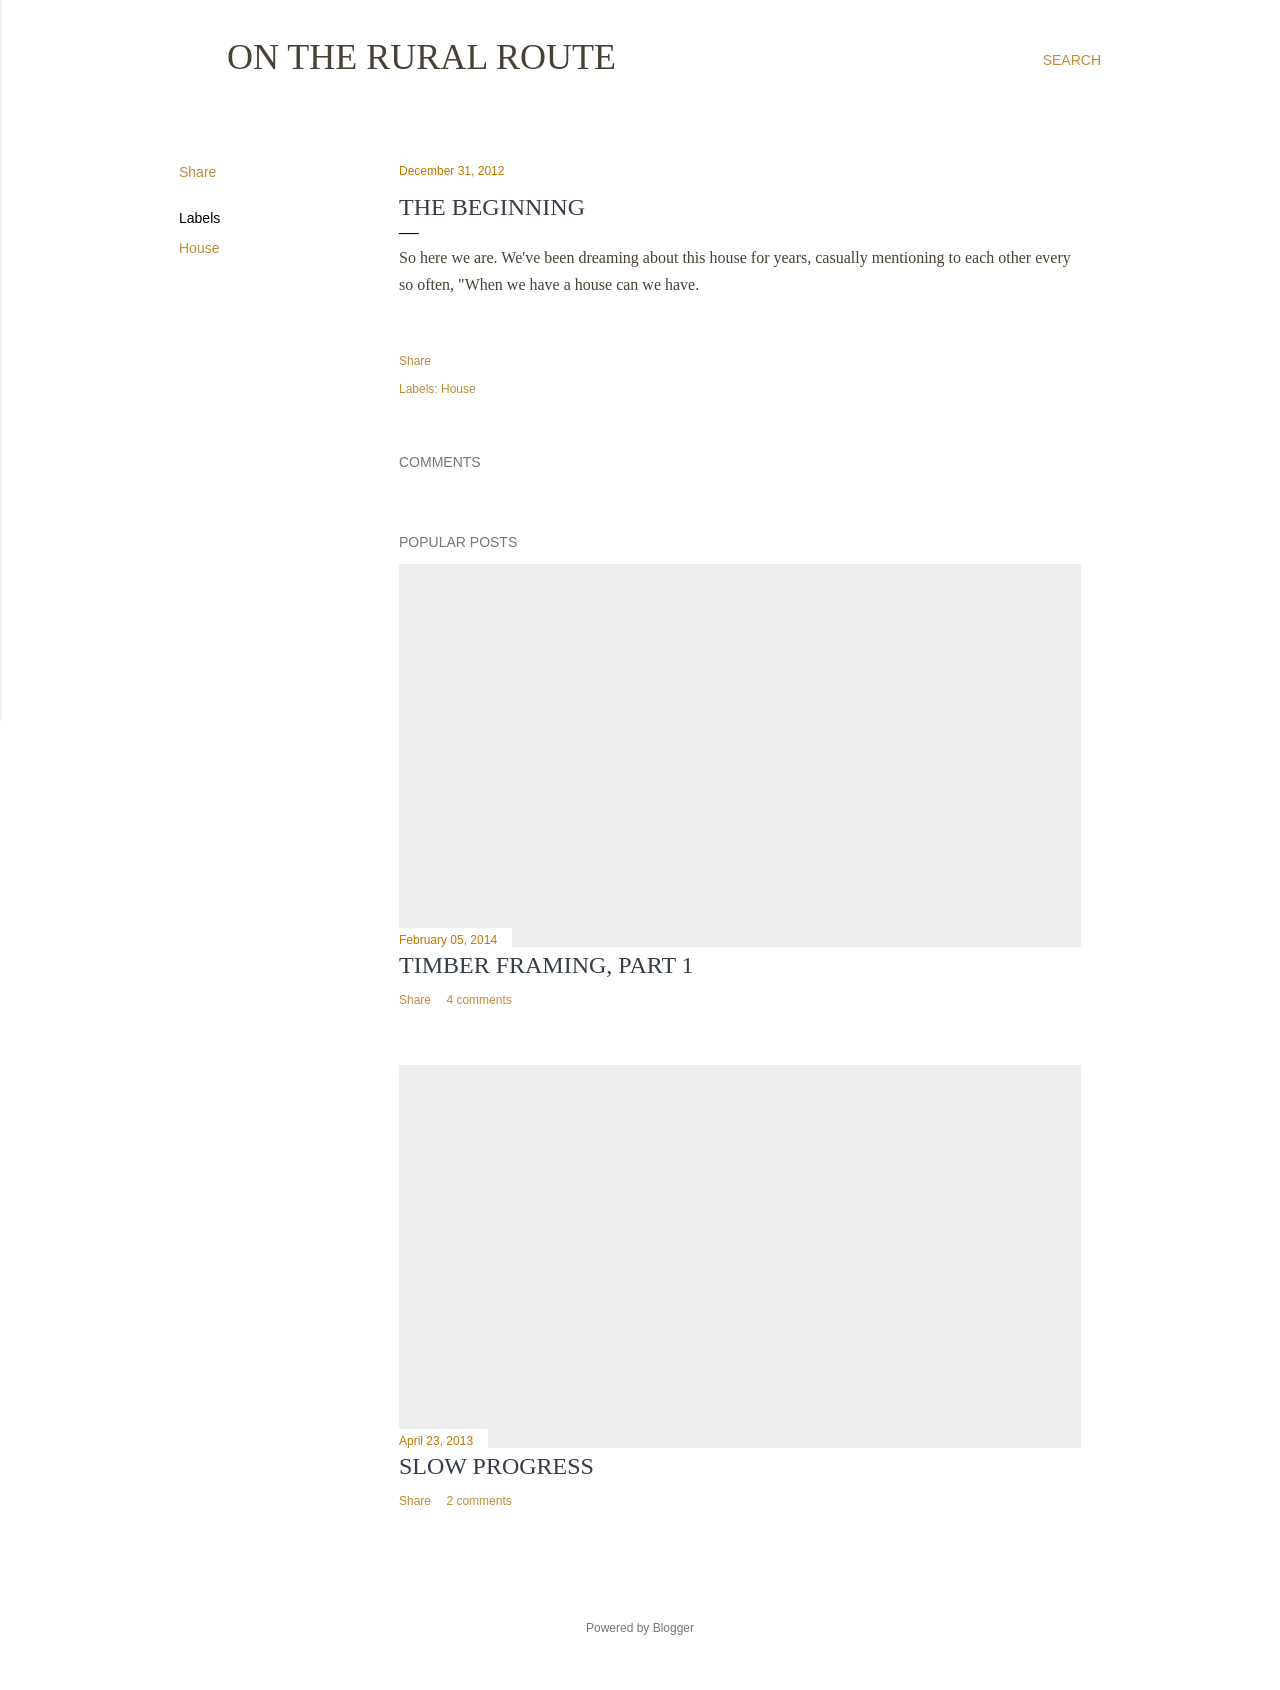 ON THE RURAL ROUTE
SEARCH
Share
Labels
House
December 31, 2012
THE BEGINNING
So here we are. We've been dreaming about this house for years, casually mentioning to each other every
so often, "When we have a house can we have.
Share
Labels: House
COMMENTS
POPULAR POSTS
February 05, 2014
TIMBER FRAMING, PART 1
Share 4 comments
April 23, 2013
SLOW PROGRESS
Share 2 comments
Powered by Blogger